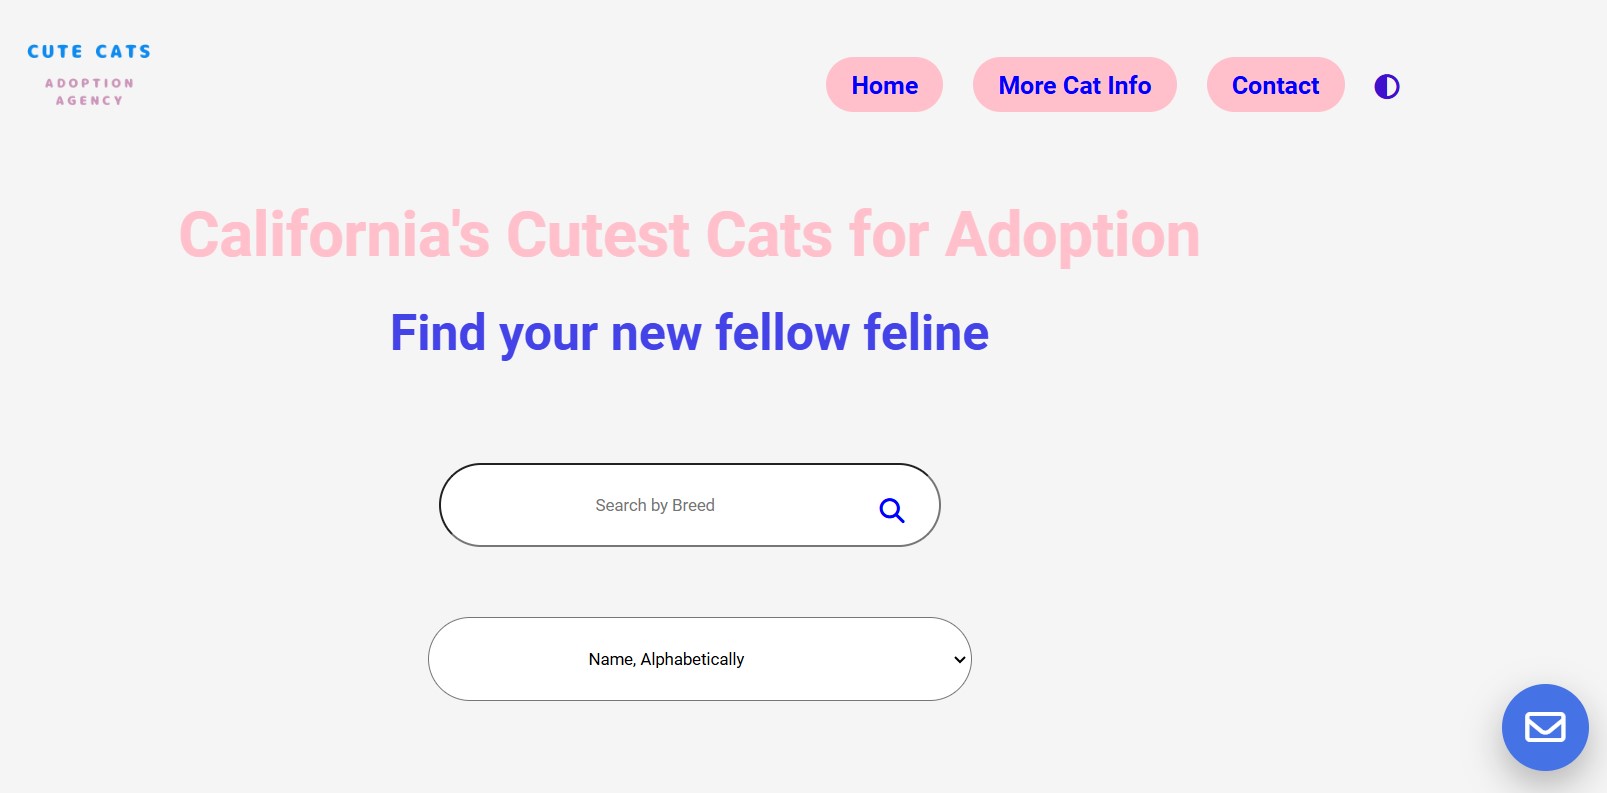 CUTE CATS
ADOPTION
AGENCY
Home
More Cat Info
Contact
California's Cutest Cats for Adoption
Find your new fellow feline
Search by Breed
Name, Alphabetically